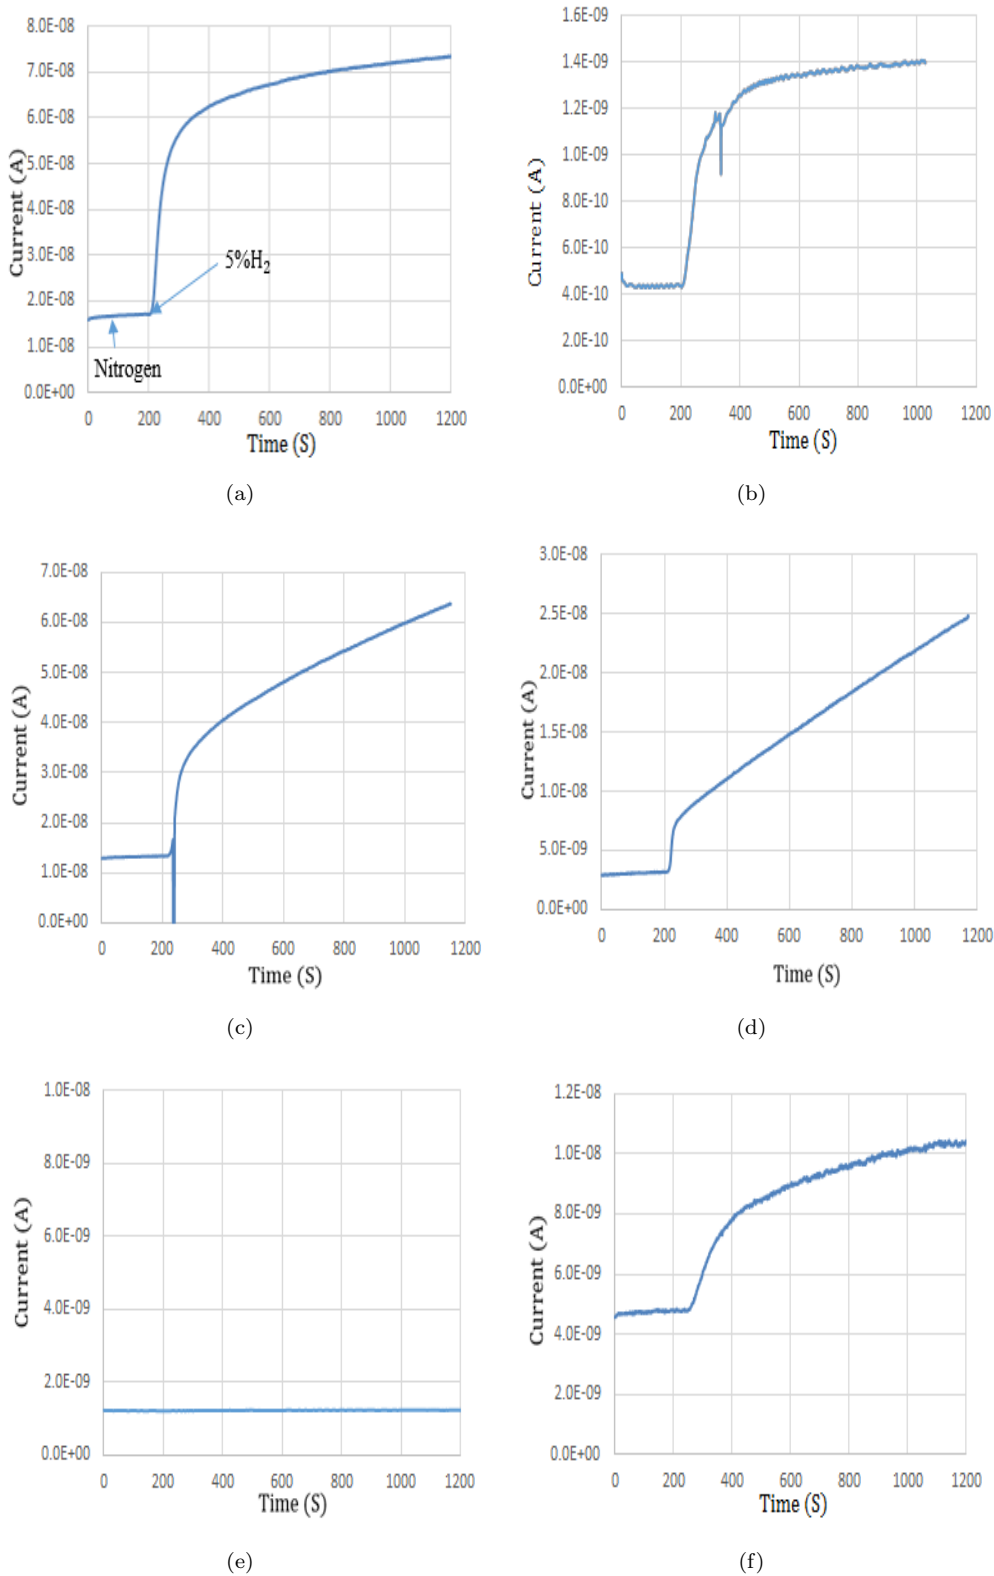 8.0E-08
7.0E-08
6.0E-08
5.0E-08
4.0E-08
3.0E-08
2.0E-08
1.0E-08
0.0E+00
Current (A)
5%H₂
Nitrogen
0 200 400 600 800 1000 1200
Time (S)
(a)
1.6E-09
1.4E-09
1.2E-09
1.0E-09
8.0E-10
6.0E-10
4.0E-10
2.0E-10
0.0E+00
Current (A)
0 200 400 600 800 1000 1200
Time (S)
(b)
7.0E-08
6.0E-08
5.0E-08
4.0E-08
3.0E-08
2.0E-08
1.0E-08
0.0E+00
Current (A)
0 200 400 600 800 1000 1200
Time (S)
(c)
3.0E-08
2.5E-08
2.0E-08
1.5E-08
1.0E-08
5.0E-09
0.0E+00
Current (A)
0 200 400 600 800 1000 1200
Time (S)
(d)
1.0E-08
8.0E-09
6.0E-09
4.0E-09
2.0E-09
0.0E+00
Current (A)
0 200 400 600 800 1000 1200
Time (S)
(e)
1.2E-08
1.0E-08
8.0E-09
6.0E-09
4.0E-09
2.0E-09
0.0E+00
Current (A)
0 200 400 600 800 1000 1200
Time (S)
(f)